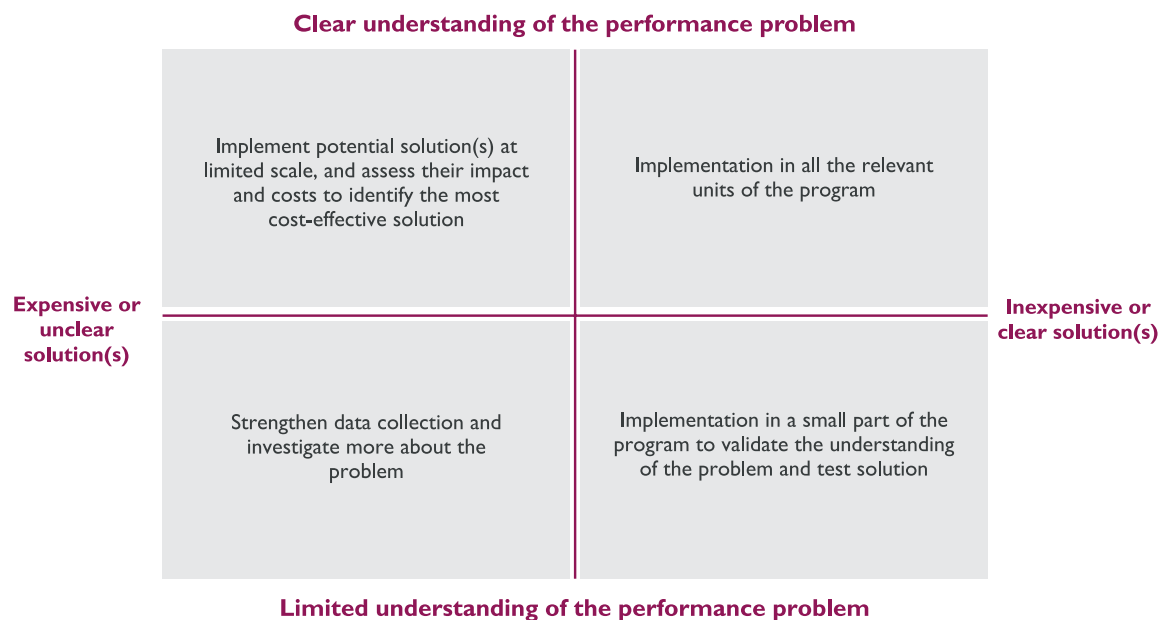 Clear understanding of the performance problem
Implement potential solution(s) at
limited scale, and assess their impact
and costs to identify the most
cost-effective solution
Implementation in all the relevant
units of the program
Expensive or
unclear
solution(s)
Inexpensive or
clear solution(s)
Strengthen data collection and
investigate more about the
problem
Implementation in a small part of the
program to validate the understanding
of the problem and test solution
Limited understanding of the performance problem